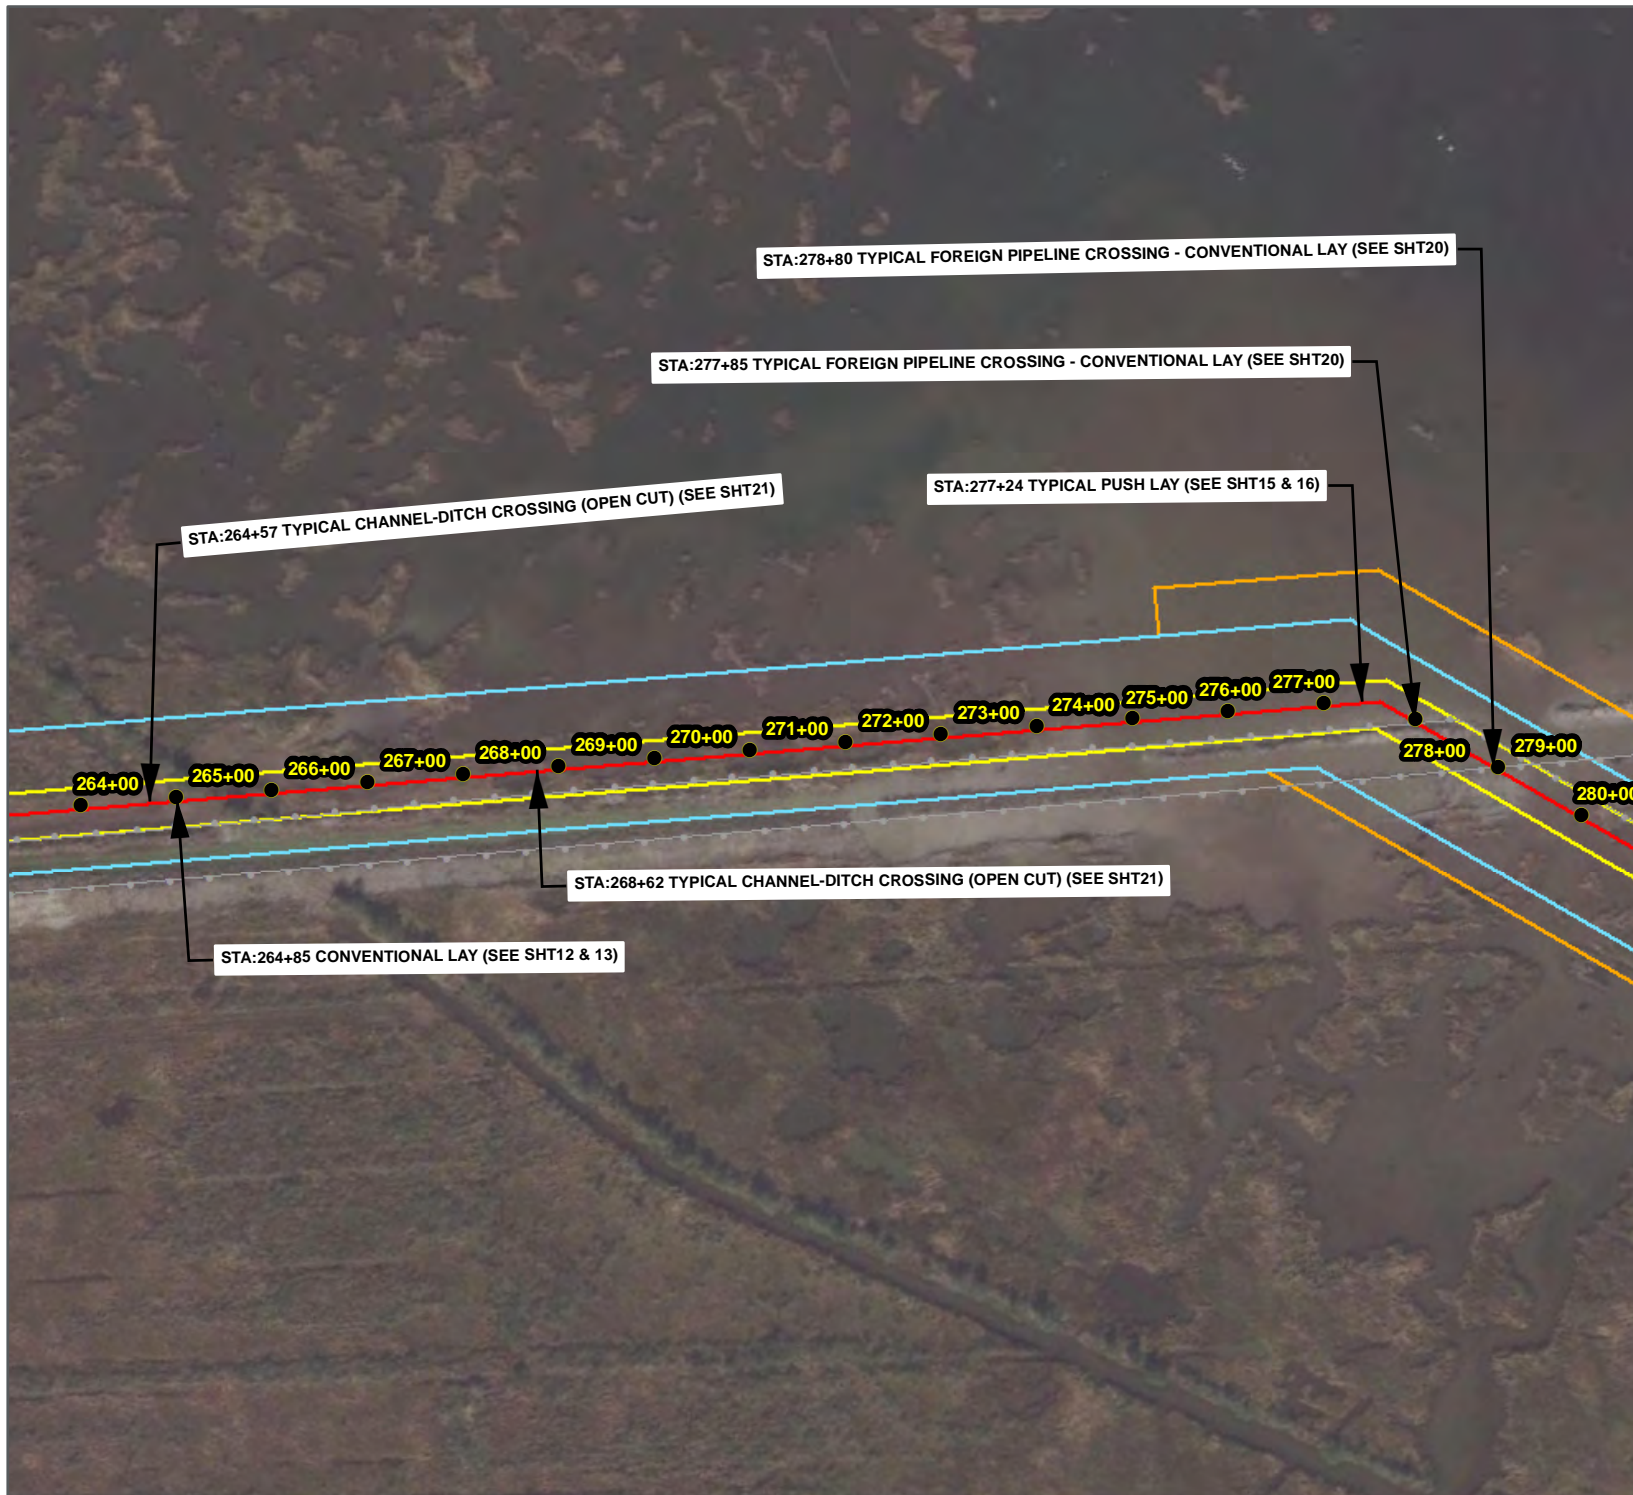 STA:278+80 TYPICAL FOREIGN PIPELINE CROSSING - CONVENTIONAL LAY (SEE SHT20)
STA:277+85 TYPICAL FOREIGN PIPELINE CROSSING - CONVENTIONAL LAY (SEE SHT20)
STA:277+24 TYPICAL PUSH LAY (SEE SHT15 & 16)
STA:264+57 TYPICAL CHANNEL-DITCH CROSSING (OPEN CUT) (SEE SHT21)
264+00
265+00
266+00
267+00
268+00
269+00
270+00
271+00
272+00
273+00
274+00
275+00
276+00
277+00
278+00
279+00
280+00
STA:268+62 TYPICAL CHANNEL-DITCH CROSSING (OPEN CUT) (SEE SHT21)
STA:264+85 CONVENTIONAL LAY (SEE SHT12 & 13)